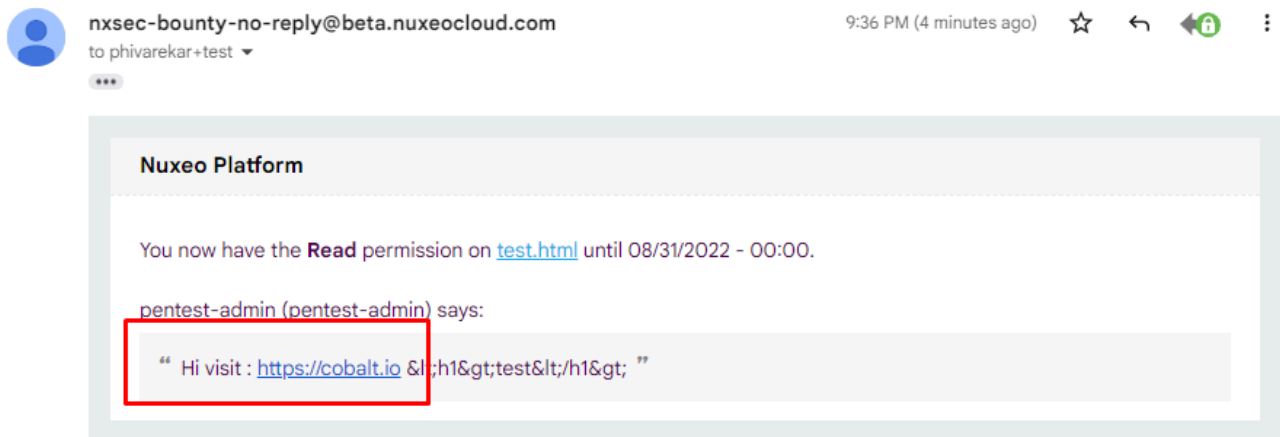 nxsec-bounty-no-reply@beta.nuxeocloud.com 9:36 PM (4 minutes ago)
to phivarekar+test
Nuxeo Platform
You now have the Read permission on test.html until 08/31/2022 - 00:00.
pentest-admin (pentest-admin) says:
“ Hi visit : https://cobalt.io &lt;h1&gt;test&lt;/h1&gt; ”